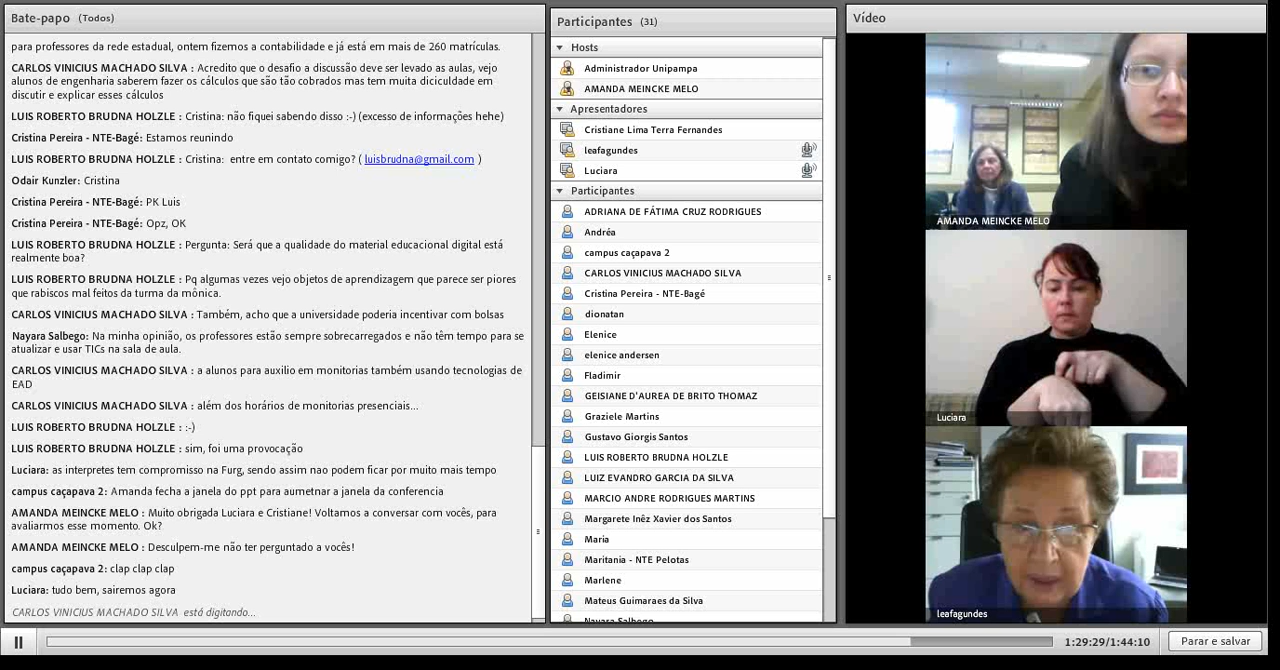 Bate-papo (Todos)
para professores da rede estadual, ontem fizemos a contabilidade e já está em mais de 260 matrículas.
CARLOS VINICIUS MACHADO SILVA : Acredito que o desafio a discussão deve ser levado as aulas, vejo
alunos de engenharia saberem fazer os cálculos que são tão cobrados mas tem muita diciculdade em
discutir e explicar esses cálculos
LUIS ROBERTO BRUDNA HOLZLE : Cristina: não fiquei sabendo disso :-) (excesso de informações hehe)
Cristina Pereira - NTE-Bagé: Estamos reunindo
LUIS ROBERTO BRUDNA HOLZLE : Cristina: entre em contato comigo? ( luisbrudna@gmail.com )
Odair Kunzler: Cristina
Cristina Pereira - NTE-Bagé: PK Luis
Cristina Pereira - NTE-Bagé: Opz, OK
LUIS ROBERTO BRUDNA HOLZLE : Pergunta: Será que a qualidade do material educacional digital está
realmente boa?
LUIS ROBERTO BRUDNA HOLZLE : Pq algumas vezes vejo objetos de aprendizagem que parece ser piores
que rabiscos mal feitos da turma da mônica.
CARLOS VINICIUS MACHADO SILVA : Também, acho que a universidade poderia incentivar com bolsas
Nayara Salbego: Na minha opinião, os professores estão sempre sobrecarregados e não têm tempo para se
atualizar e usar TICs na sala de aula.
CARLOS VINICIUS MACHADO SILVA : a alunos para auxilio em monitorias também usando tecnologias de
EAD
CARLOS VINICIUS MACHADO SILVA : além dos horários de monitorias presenciais...
LUIS ROBERTO BRUDNA HOLZLE : :-)
LUIS ROBERTO BRUDNA HOLZLE : sim, foi uma provocação
Luciara: as interpretes tem compromisso na Furg, sendo assim nao podem ficar por muito mais tempo
campus caçapava 2: Amanda fecha a janela do ppt para aumetnar a janela da conferencia
AMANDA MEINCKE MELO : Muito obrigada Luciara e Cristiane! Voltamos a conversar com vocês, para
avaliarmos esse momento. Ok?
AMANDA MEINCKE MELO : Desculpem-me não ter perguntado a vocês!
campus caçapava 2: clap clap clap
Luciara: tudo bem, sairemos agora
CARLOS VINICIUS MACHADO SILVA está digitando...
Participantes (31)
Hosts
Administrador Unipampa
AMANDA MEINCKE MELO
Apresentadores
Cristiane Lima Terra Fernandes
leafagundes
Luciara
Participantes
ADRIANA DE FÁTIMA CRUZ RODRIGUES
Andréa
campus caçapava 2
CARLOS VINICIUS MACHADO SILVA
Cristina Pereira - NTE-Bagé
dionatan
Elenice
elenice andersen
Fladimir
GEISIANE D'AUREA DE BRITO THOMAZ
Graziele Martins
Gustavo Giorgis Santos
LUIS ROBERTO BRUDNA HOLZLE
LUIZ EVANDRO GARCIA DA SILVA
MARCIO ANDRE RODRIGUES MARTINS
Margarete Inêz Xavier dos Santos
Maria
Maritania - NTE Pelotas
Marlene
Mateus Guimaraes da Silva
Nayara Salbego
Vídeo
AMANDA MEINCKE MELO
Luciara
leafagundes
1:29:29/1:44:10
Parar e salvar